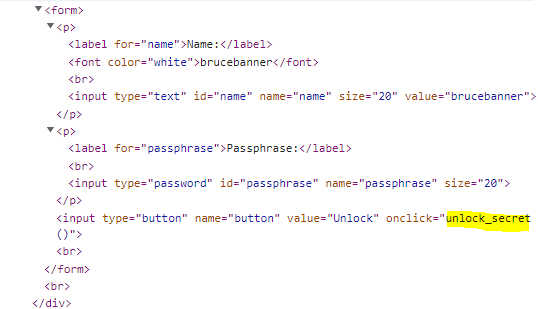 <form>
<p>
<label for="name">Name:</label>
<font color="white">brucebanner</font>
<br>
<input type="text" id="name" name="name" size="20" value="brucebanner">
</p>
<p>
<label for="passphrase">Passphrase:</label>
<br>
<input type="password" id="passphrase" name="passphrase" size="20">
</p>
<input type="button" name="button" value="Unlock" onclick="unlock_secret
()">
<br>
</form>
<br>
</div>